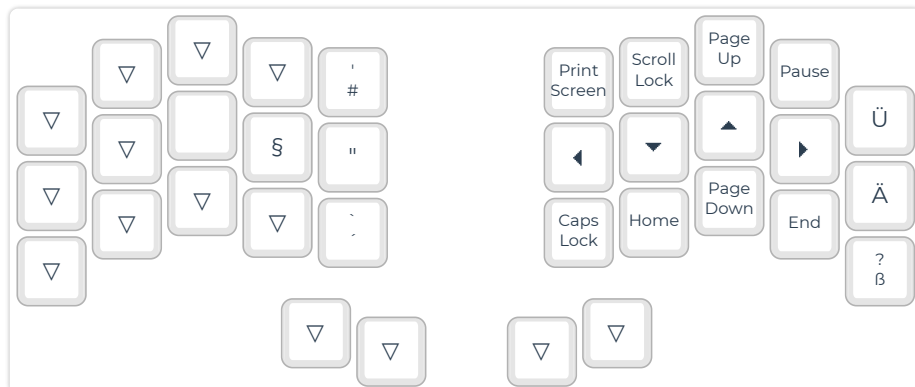 '
#
§
"
`
´
Print
Screen
Scroll
Lock
Page
Up
Pause
Ü
Ä
Caps
Lock
Home
Page
Down
End
?
ß